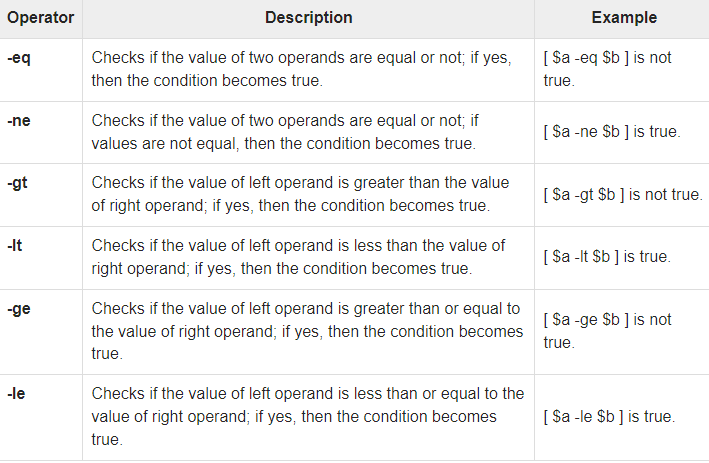 Operator Description Example
-eq Checks if the value of two operands are equal or not; if yes, [ $a -eq $b ] is not
then the condition becomes true. true.
-ne Checks if the value of two operands are equal or not; if
values are not equal, then the condition becomes true. [ $a -ne $b ] is true.
-gt Checks if the value of left operand is greater than the value
of right operand; if yes, then the condition becomes true. [ $a -gt $b ] is not true.
-lt Checks if the value of left operand is less than the value of
right operand; if yes, then the condition becomes true. [ $a -lt $b ] is true.
-ge Checks if the value of left operand is greater than or equal to
the value of right operand; if yes, then the condition becomes [ $a -ge $b ] is not
true. true.
-le Checks if the value of left operand is less than or equal to the
value of right operand; if yes, then the condition becomes [ $a -le $b ] is true.
true.